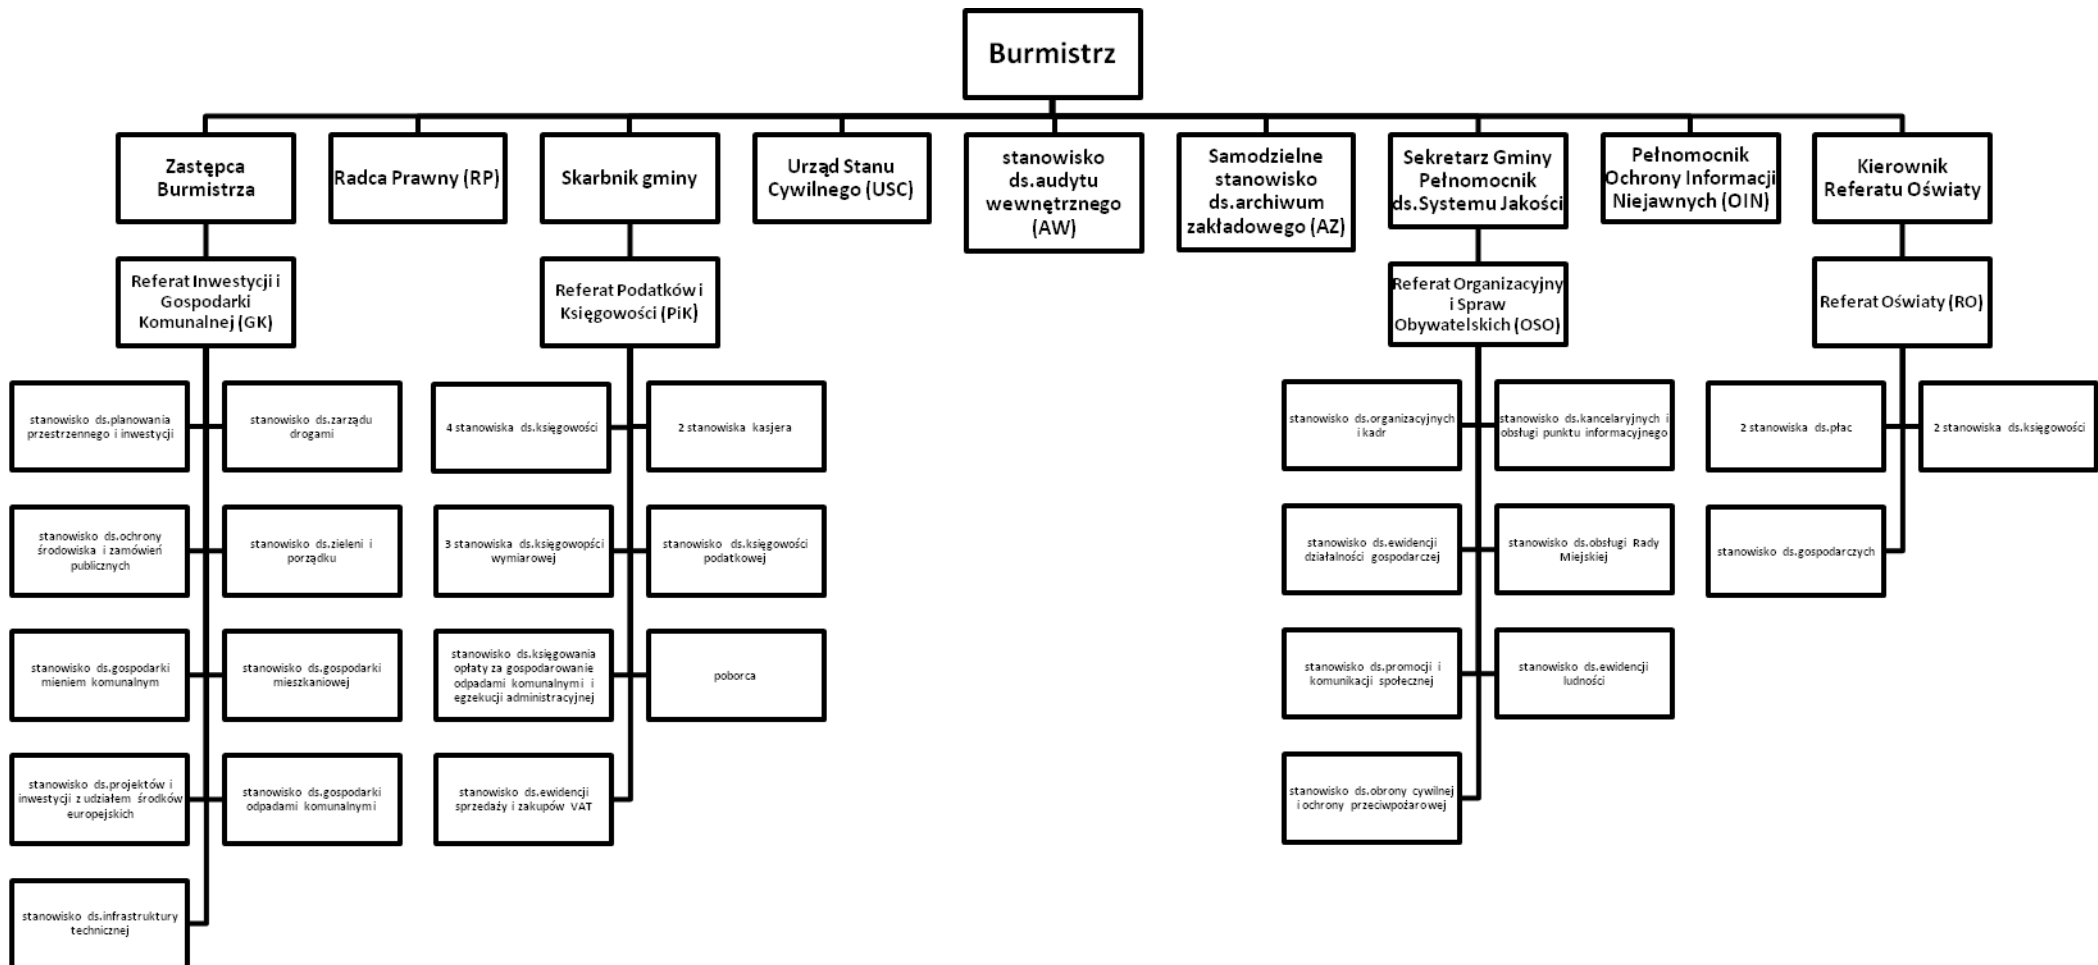 Burmistrz
Zastępca
Burmistrza
Radca Prawny (RP)
Skarbnik gminy
Urząd Stanu
Cywilnego (USC)
stanowisko
ds.audytu
wewnętrznego
(AW)
Samodzielne
stanowisko
ds.archiwum
zakładowego (AZ)
Sekretarz Gminy
Pełnomocnik
ds.Systemu Jakości
Pełnomocnik
Ochrony Informacji
Niejawnych (OIN)
Kierownik
Referatu Oświaty
Referat Inwestycji i
Gospodarki
Komunalnej (GK)
Referat Podatków i
Księgowości (PiK)
Referat Organizacyjny
i Spraw
Obywatelskich (OSO)
Referat Oświaty (RO)
stanowisko ds.planowania
przestrzennego i inwestycji
stanowisko ds.zarządu
drogami
4 stanowiska ds.księgowości
2 stanowiska kasjera
stanowisko ds.organizacyjnych
i kadr
stanowisko ds.kancelaryjnych i
obsługi punktu informacyjnego
2 stanowiska ds.płac
2 stanowiska ds.księgowości
stanowisko ds.ochrony
środowiska i zamówień
publicznych
stanowisko ds.zieleni i
porządku
3 stanowiska ds.księgowopści
wymiarowej
stanowisko ds.księgowości
podatkowej
stanowisko ds.ewidencji
działalności gospodarczej
stanowisko ds.obsługi Rady
Miejskiej
stanowisko ds.gospodarczych
stanowisko ds.gospodarki
mieniem komunalnym
stanowisko ds.gospodarki
mieszkaniowej
stanowisko ds.księgowania
opłaty za gospodarowanie
odpadami komunalnymi i
egzekucji administracyjnej
poborca
stanowisko ds.promocji i
komunikacji społecznej
stanowisko ds.ewidencji
ludności
stanowisko ds.projektów i
inwestycji z udziałem środków
europejskich
stanowisko ds.gospodarki
odpadami komunalnymi
stanowisko ds.ewidencji
sprzedaży i zakupów VAT
stanowisko ds.obrony cywilnej
i ochrony przeciwpożarowej
stanowisko ds.infrastruktury
technicznej